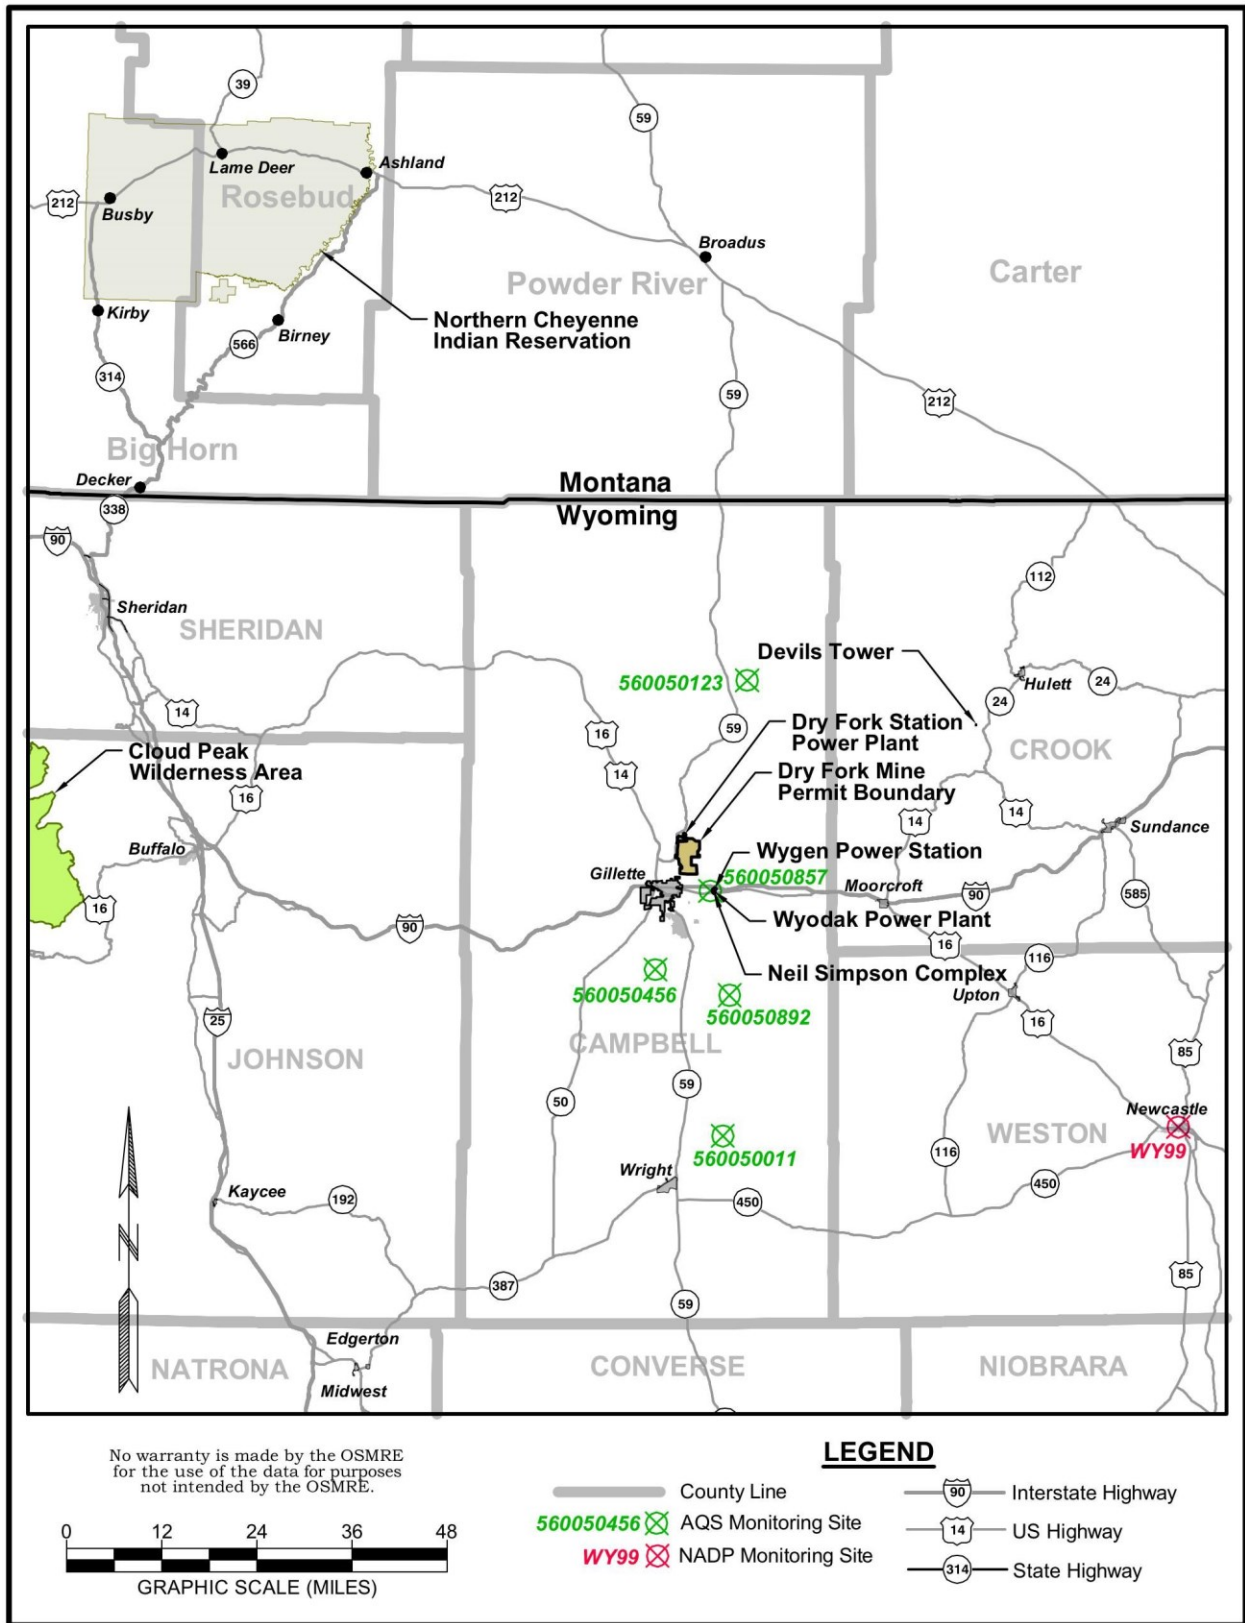 39
59
Lame Deer
Ashland
Rosebud
212
Busby
212
Broadus
Powder River
Carter
Kirby
Northern Cheyenne
Indian Reservation
Birney
566
314
59
212
Big Horn
Decker
Montana
Wyoming
338
90
112
Sheridan
SHERIDAN
Devils Tower
560050123
Hulett
24
24
14
59
Dry Fork Station
Power Plant
16
CROOK
Cloud Peak
Wilderness Area
14
Dry Fork Mine
Permit Boundary
16
14
14
Sundance
Buffalo
Wygen Power Station
Gillette
560050857
Moorcroft
90
585
16
Wyodak Power Plant
90
16
116
Neil Simpson Complex
560050456
Upton
560050892
25
16
CAMPBELL
JOHNSON
85
59
50
Newcastle
WESTON
560050011
WY99
116
Wright
450
Kaycee
192
450
N
387
85
59
Edgerton
NATRONA
CONVERSE
NIOBRARA
Midwest
No warranty is made by the OSMRE
for the use of the data for purposes
not intended by the OSMRE.
0 12 24 36 48
GRAPHIC SCALE (MILES)
LEGEND
County Line
560050456 AQS Monitoring Site
WY99 NADP Monitoring Site
90 Interstate Highway
14 US Highway
314 State Highway